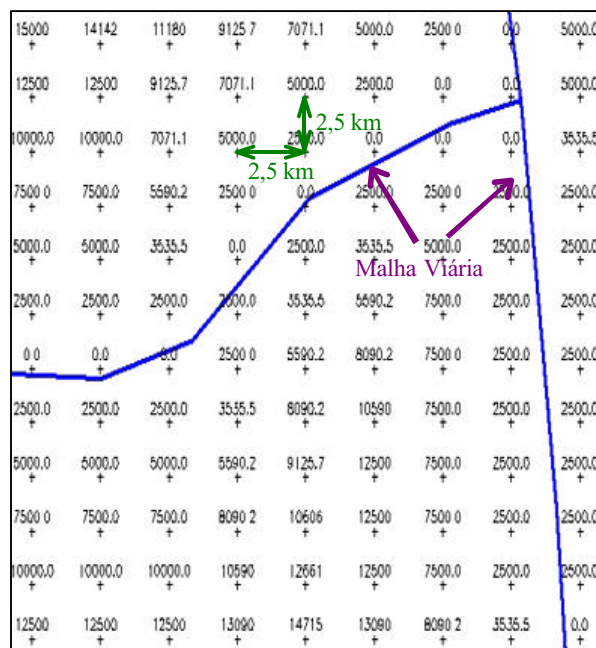 15000 14142 11180 9125.7 7071.1 5000.0 2500.0 0.0 5000.0
12500 12500 9125.7 7071.1 5000.0 2500.0 0.0 0.0 5000.0
2,5 km
10000.0 10000.0 7071.1 5000.0 2500.0 0.0 0.0 0.0 3535.5
2,5 km
7500.0 7500.0 5590.2 2500.0 0.0 2500.0 2500.0 2500.0 2500.0
5000.0 5000.0 3535.5 0.0 2500.0 3535.5 5000.0 2500.0 2500.0
Malha Viária
2500.0 2500.0 2500.0 2500.0 3535.5 5590.2 7500.0 2500.0 2500.0
0.0 0.0 0.0 2500.0 5590.2 8090.2 7500.0 2500.0 2500.0
2500.0 2500.0 2500.0 3535.5 8090.2 10590 7500.0 2500.0 2500.0
5000.0 5000.0 5000.0 5590.2 9125.7 12500 7500.0 2500.0 2500.0
7500.0 7500.0 7500.0 8090.2 10606 12500 7500.0 2500.0 2500.0
10000.0 10000.0 10000.0 10590 12661 12500 7500.0 2500.0 2500.0
12500 12500 12500 13090 14715 13090 8090.2 3535.5 0.0